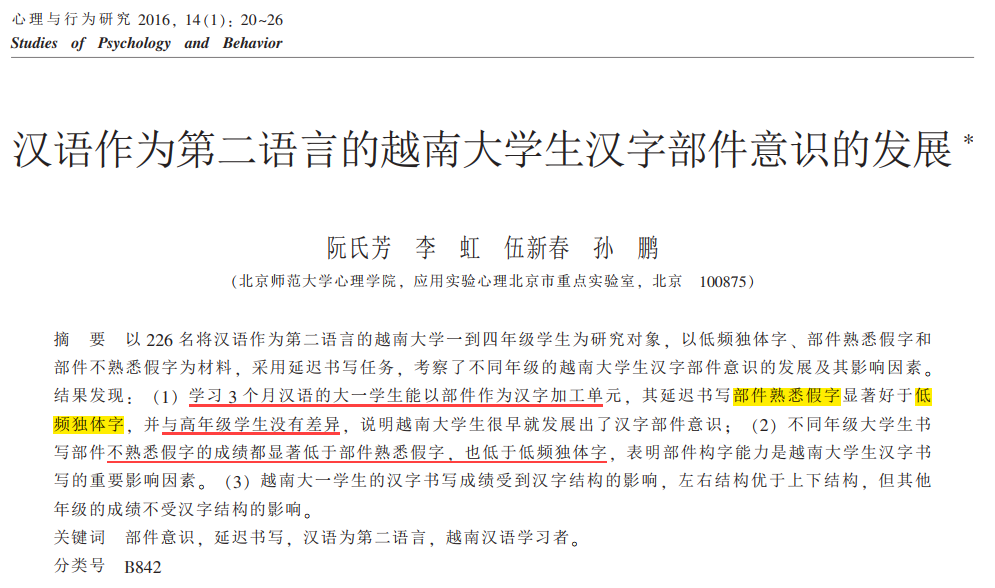 心理与行为研究 2016，14(1)：20~26
Studies of Psychology and Behavior
汉语作为第二语言的越南大学生汉字部件意识的发展*
阮氏芳 李 虹 伍新春 孙 鹏
(北京师范大学心理学院，应用实验心理北京市重点实验室，北京 100875)
摘 要 以 226 名将汉语作为第二语言的越南大学一到四年级学生为研究对象，以低频独体字、部件熟悉假字和
部件不熟悉假字为材料，采用延迟书写任务，考察了不同年级的越南大学生汉字部件意识的发展及其影响因素。
结果发现：(1) 学习 3 个月汉语的大一学生能以部件作为汉字加工单元，其延迟书写部件熟悉假字显著好于低
频独体字，并与高年级学生没有差异，说明越南大学生很早就发展出了汉字部件意识；(2) 不同年级大学生书
写部件不熟悉假字的成绩都显著低于部件熟悉假字，也低于低频独体字，表明部件构字能力是越南大学生汉字书
写的重要影响因素。(3) 越南大一学生的汉字书写成绩受到汉字结构的影响，左右结构优于上下结构，但其他
年级的成绩不受汉字结构的影响。
关键词 部件意识，延迟书写，汉语为第二语言，越南汉语学习者。
分类号 B842